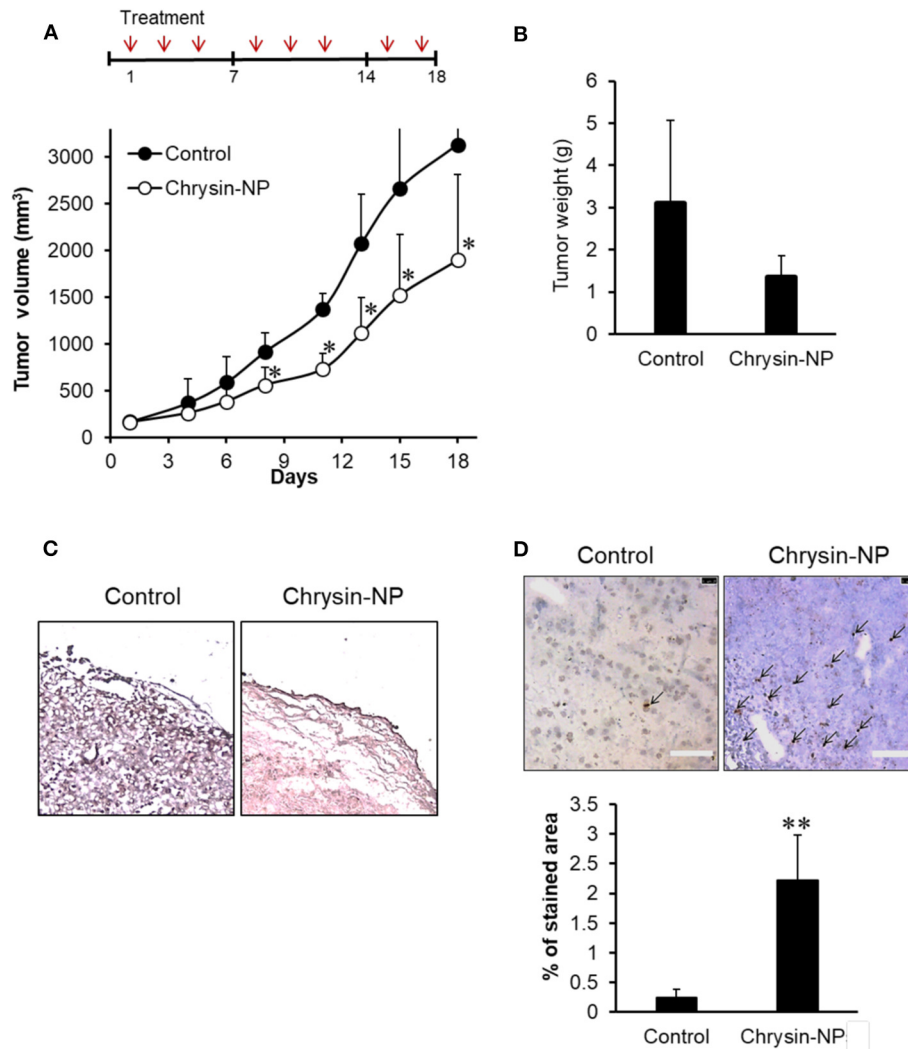 A
Treatment
1 7 14 18
Tumor volume (mm³)
3000
2500
2000
1500
1000
500
0
Control
Chrysin-NP
*
*
*
*
*
0 3 6 9 12 15 18
Days
B
Tumor weight (g)
6
5
4
3
2
1
0
Control Chrysin-NP
C
Control Chrysin-NP
D
Control Chrysin-NP
% of stained area
3.5
3
2.5
2
1.5
1
0.5
0
**
Control Chrysin-NP